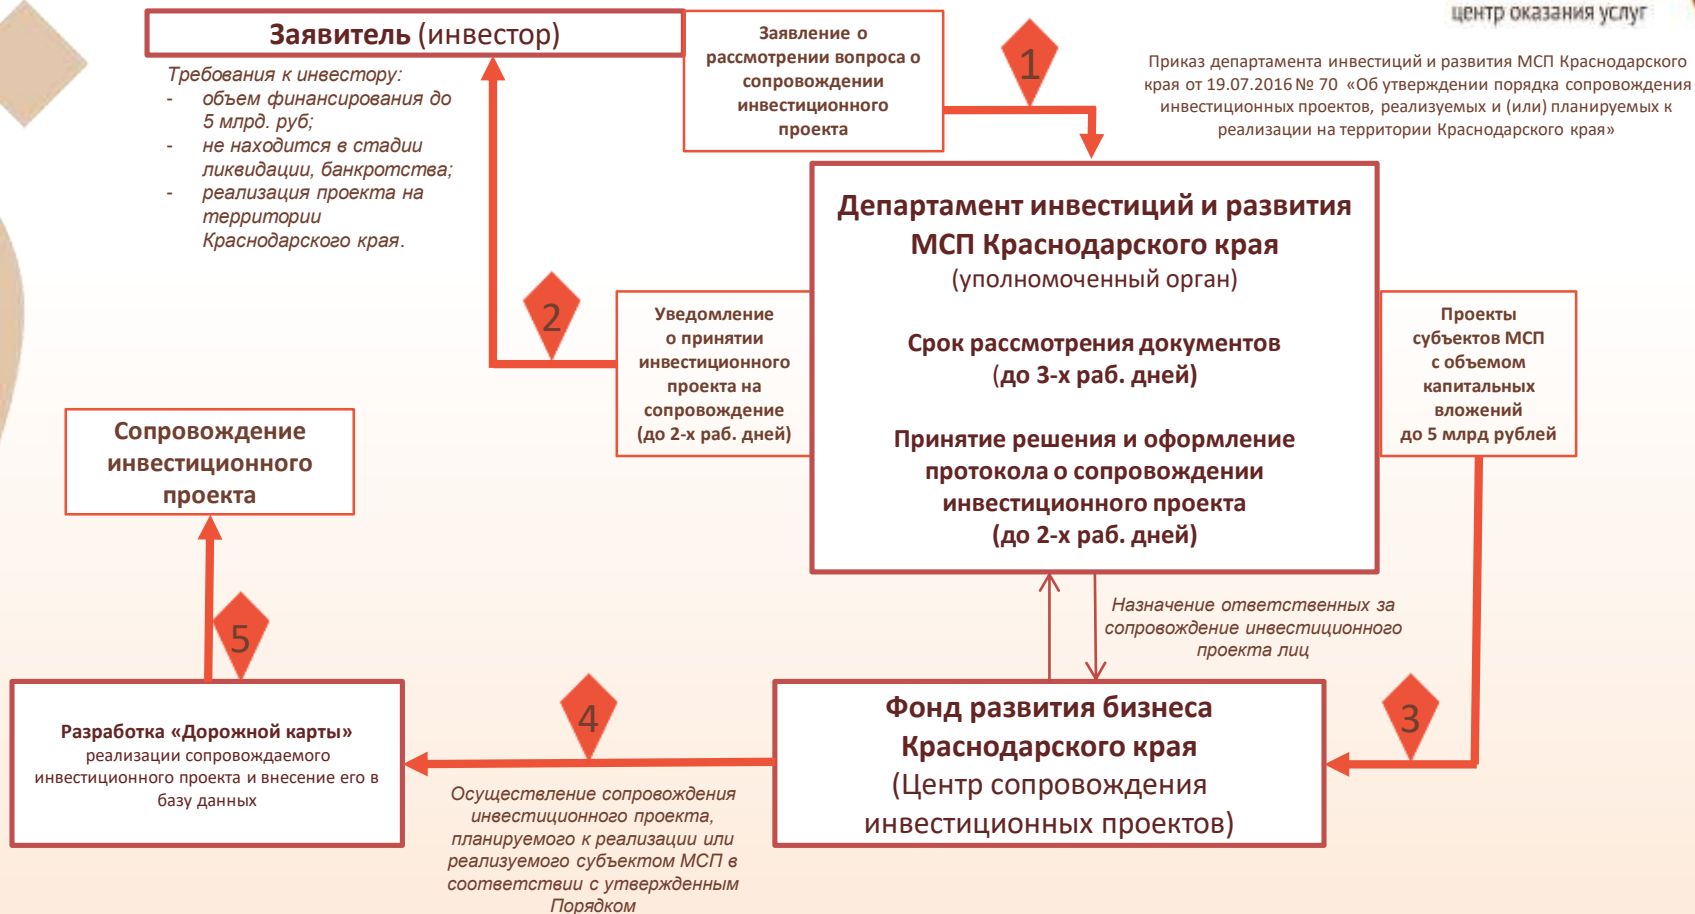 центр оказания услуг
Заявитель (инвестор)
Требования к инвестору:
- объем финансирования до
5 млрд. руб;
- не находится в стадии
ликвидации, банкротства;
- реализация проекта на
территории
Краснодарского края.
Заявление о
рассмотрении вопроса о
сопровождении
инвестиционного
проекта
1
Приказ департамента инвестиций и развития МСП Краснодарского
края от 19.07.2016 № 70 «Об утверждении порядка сопровождения
инвестиционных проектов, реализуемых и (или) планируемых к
реализации на территории Краснодарского края»
Департамент инвестиций и развития
МСП Краснодарского края
(уполномоченный орган)
Срок рассмотрения документов
(до 3-х раб. дней)
Принятие решения и оформление
протокола о сопровождении
инвестиционного проекта
(до 2-х раб. дней)
2
Уведомление
о принятии
инвестиционного
проекта на
сопровождение
(до 2-х раб. дней)
Проекты
субъектов МСП
с объемом
капитальных
вложений
до 5 млрд рублей
Сопровождение
инвестиционного
проекта
Назначение ответственных за
сопровождение инвестиционного
проекта лиц
5
4
3
Разработка «Дорожной карты»
реализации сопровождаемого
инвестиционного проекта и внесение его в
базу данных
Фонд развития бизнеса
Краснодарского края
(Центр сопровождения
инвестиционных проектов)
Осуществление сопровождения
инвестиционного проекта,
планируемого к реализации или
реализуемого субъектом МСП в
соответствии с утвержденным
Порядком